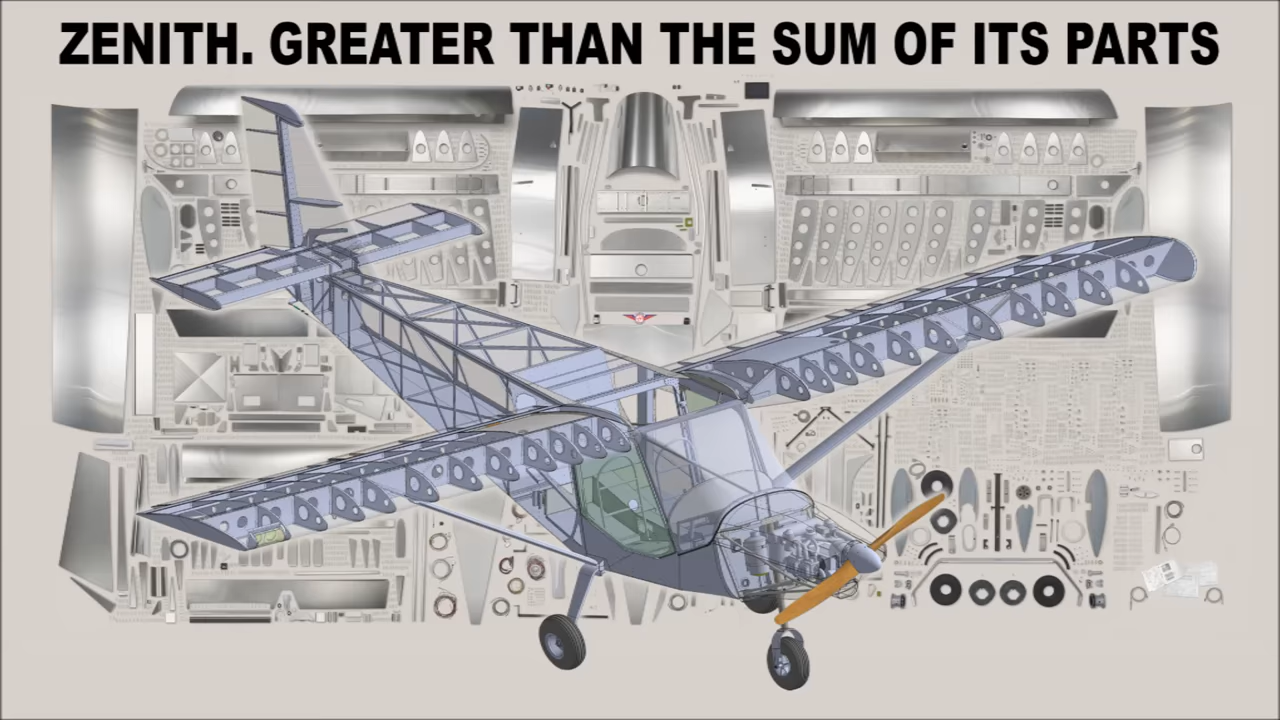 ZENITH. GREATER THAN THE SUM OF ITS PARTS